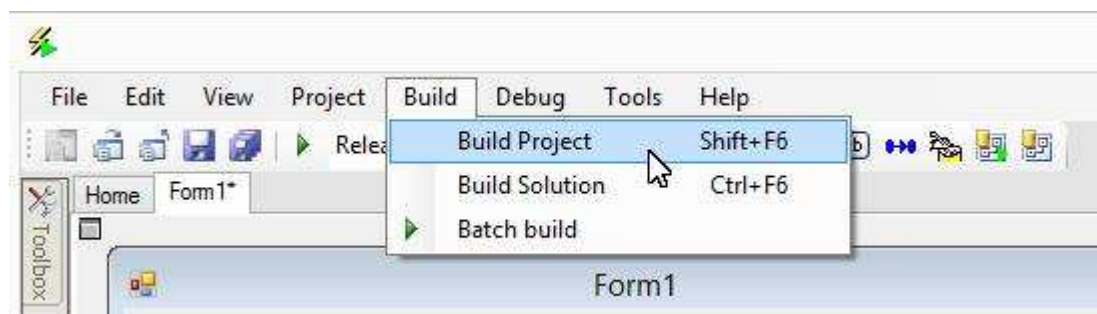 File Edit View Project Build Debug Tools Help
Relea
Build Project Shift+F6
Build Solution Ctrl+F6
Batch build
Home Form1*
Toolbox
Form1